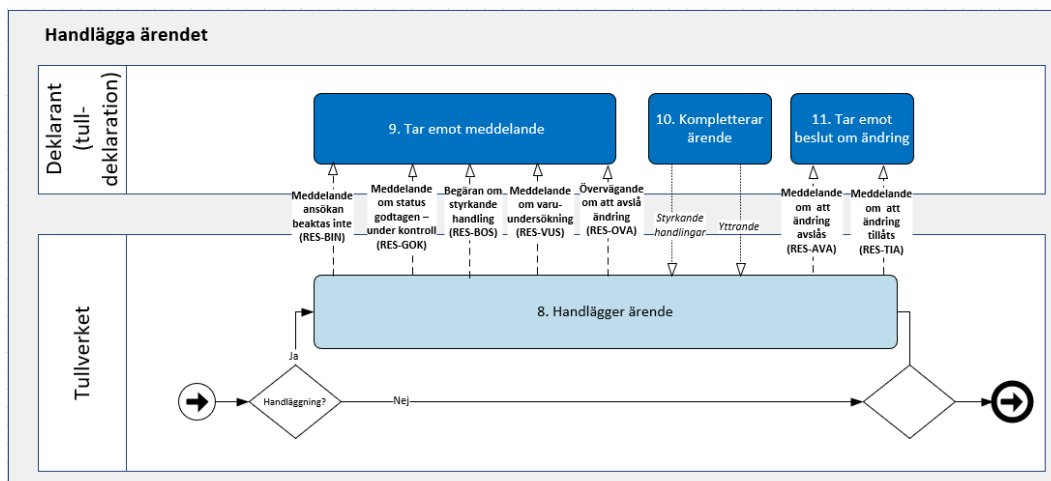 Handlägga ärendet
Deklarant
(tull-
deklaration)
9. Tar emot meddelande
10. Kompletterar
ärende
11. Tar emot
beslut om ändring
Meddelande
ansökan
beaktas inte
(RES-BIN)
Meddelande
om status
godtagen –
under kontroll
(RES-GOK)
Begäran om
styrkande
handling
(RES-BOS)
Meddelande
om varu-
undersökning
(RES-VUS)
Övervägande
om att avslå
ändring
(RES-OVA)
Styrkande
handlingar
Yttrande
Meddelande
om att
ändring
avslås
(RES-AVA)
Meddelande
om att
ändring
tillåts
(RES-TIA)
Tullverket
8. Handlägger ärende
Ja
Handläggning?
Nej